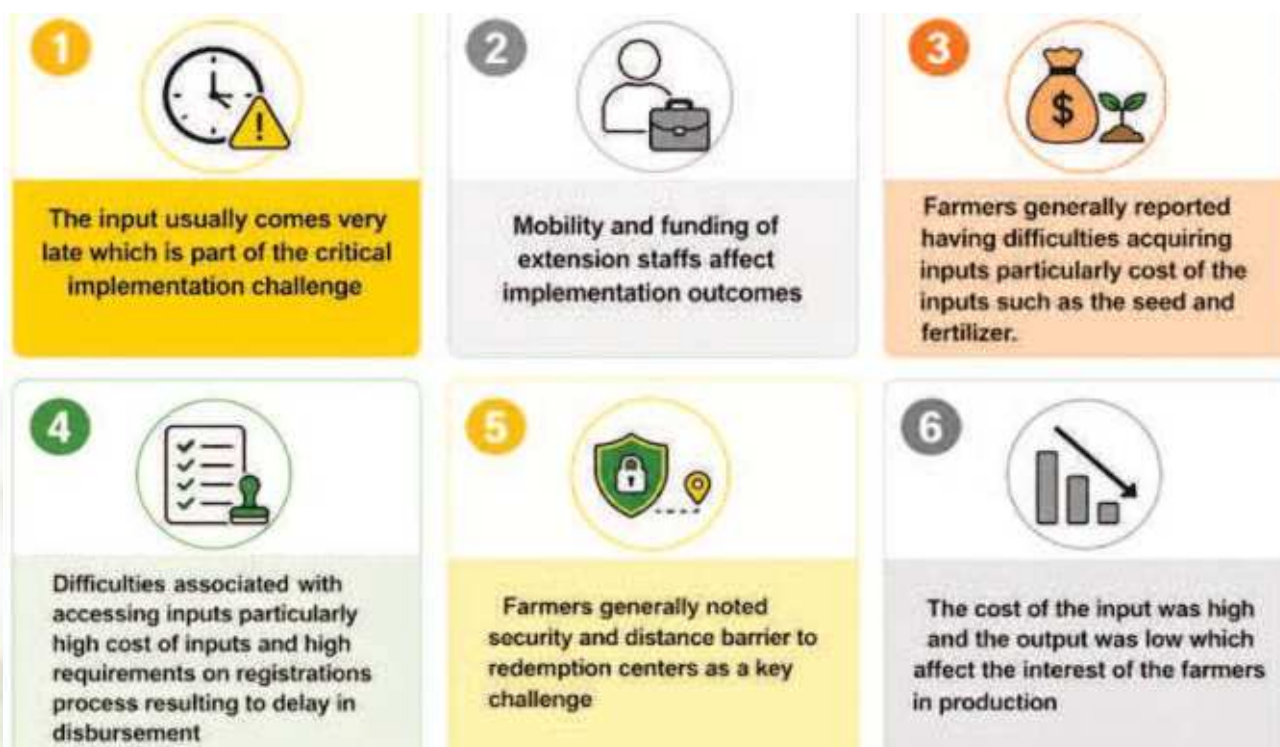 1
The input usually comes very
late which is part of the critical
implementation challenge
2
Mobility and funding of
extension staffs affect
implementation outcomes
3
$
Farmers generally reported
having difficulties acquiring
inputs particularly cost of the
inputs such as the seed and
fertilizer.
4
Difficulties associated with
accessing inputs particularly
high cost of inputs and high
requirements on registrations
process resulting to delay in
disbursement
5
Farmers generally noted
security and distance barrier to
redemption centers as a key
challenge
6
The cost of the input was high
and the output was low which
affect the interest of the farmers
in production